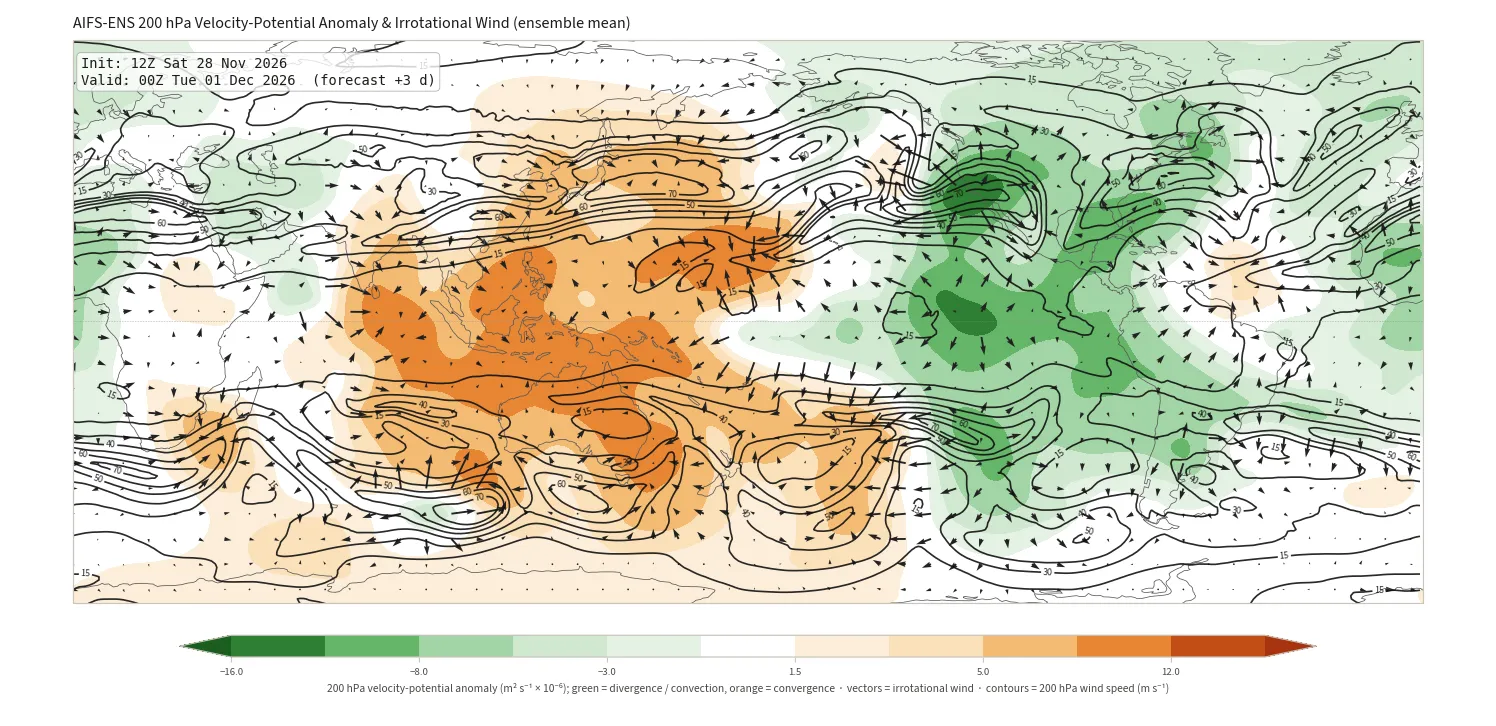 AIFS-ENS 200 hPa Velocity-Potential Anomaly & Irrotational Wind (ensemble mean)
Init: 12Z Sat 28 Nov 2026
Valid: 00Z Tue 01 Dec 2026 (forecast +3 d)
−16.0 −8.0 −3.0 1.5 5.0 12.0
200 hPa velocity-potential anomaly (m² s⁻¹ × 10⁻⁶); green = divergence / convection, orange = convergence · vectors = irrotational wind · contours = 200 hPa wind speed (m s⁻¹)